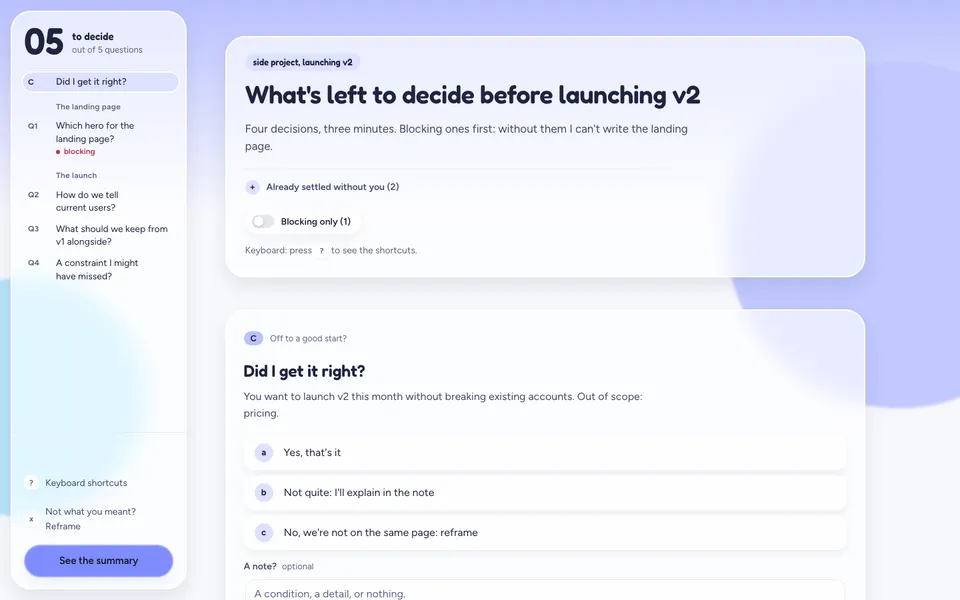 05
to decide
out of 5 questions
C Did I get it right?
The landing page
Q1 Which hero for the
landing page?
blocking
The launch
Q2 How do we tell
current users?
Q3 What should we keep from
v1 alongside?
Q4 A constraint I might
have missed?
? Keyboard shortcuts
x Not what you meant?
Reframe
See the summary
side project, launching v2
What's left to decide before launching v2
Four decisions, three minutes. Blocking ones first: without them I can't write the landing
page.
+ Already settled without you (2)
Blocking only (1)
Keyboard: press ? to see the shortcuts.
C Off to a good start?
Did I get it right?
You want to launch v2 this month without breaking existing accounts. Out of scope:
pricing.
a Yes, that's it
b Not quite: I'll explain in the note
c No, we're not on the same page: reframe
A note? optional
A condition, a detail, or nothing.